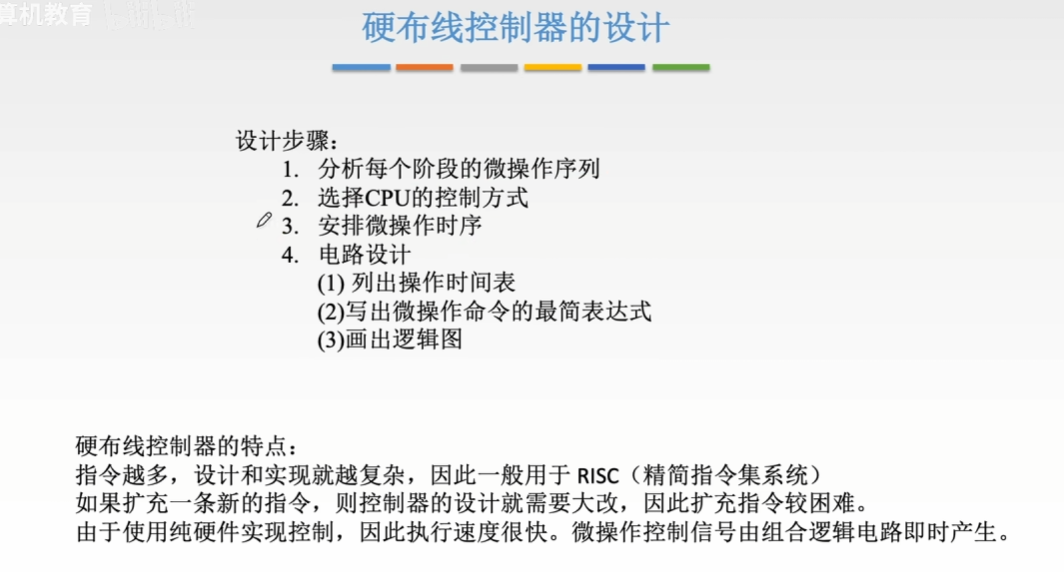 算机教育
硬布线控制器的设计
设计步骤：
1. 分析每个阶段的微操作序列
2. 选择CPU的控制方式
3. 安排微操作时序
4. 电路设计
(1) 列出操作时间表
(2)写出微操作命令的最简表达式
(3)画出逻辑图
硬布线控制器的特点：
指令越多，设计和实现就越复杂，因此一般用于 RISC（精简指令集系统）
如果扩充一条新的指令，则控制器的设计就需要大改，因此扩充指令较困难。
由于使用纯硬件实现控制，因此执行速度很快。微操作控制信号由组合逻辑电路即时产生。